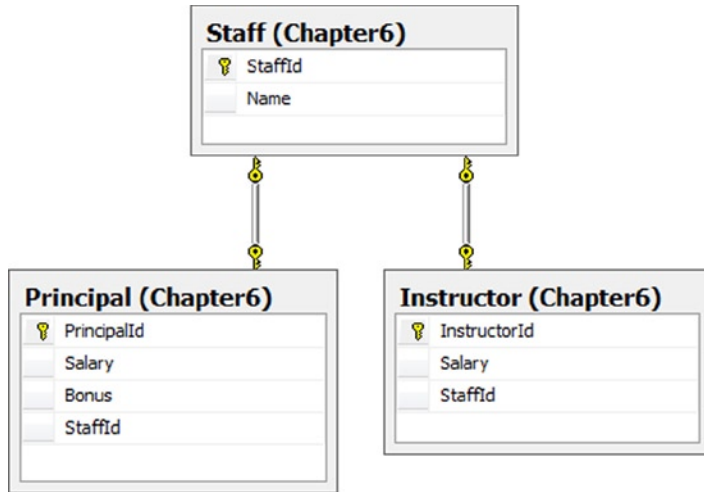 Staff (Chapter6)
StaffId
Name
Principal (Chapter6)
PrincipalId
Salary
Bonus
StaffId
Instructor (Chapter6)
InstructorId
Salary
StaffId